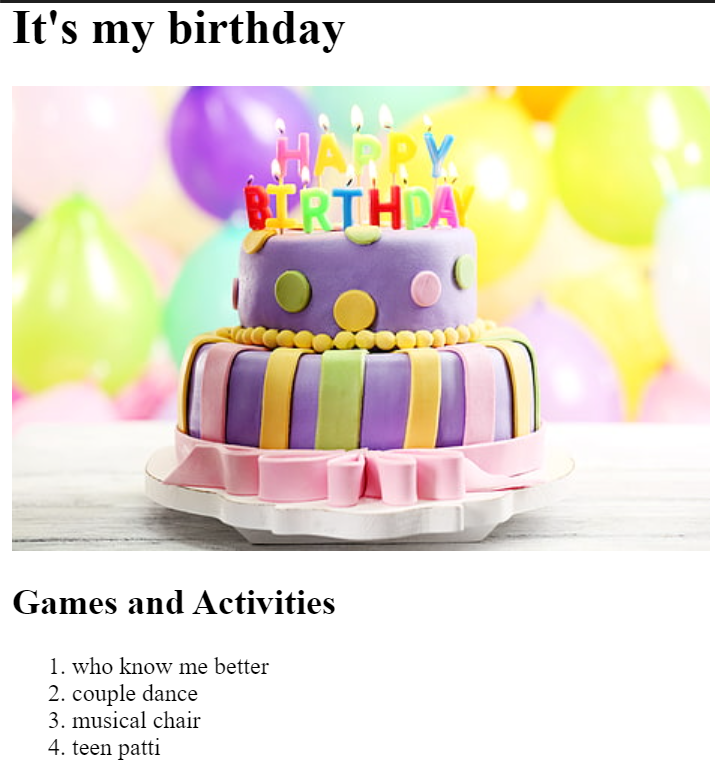 It's my birthday
HAPPY
BIRTHDAY
Games and Activities
1. who know me better
2. couple dance
3. musical chair
4. teen patti